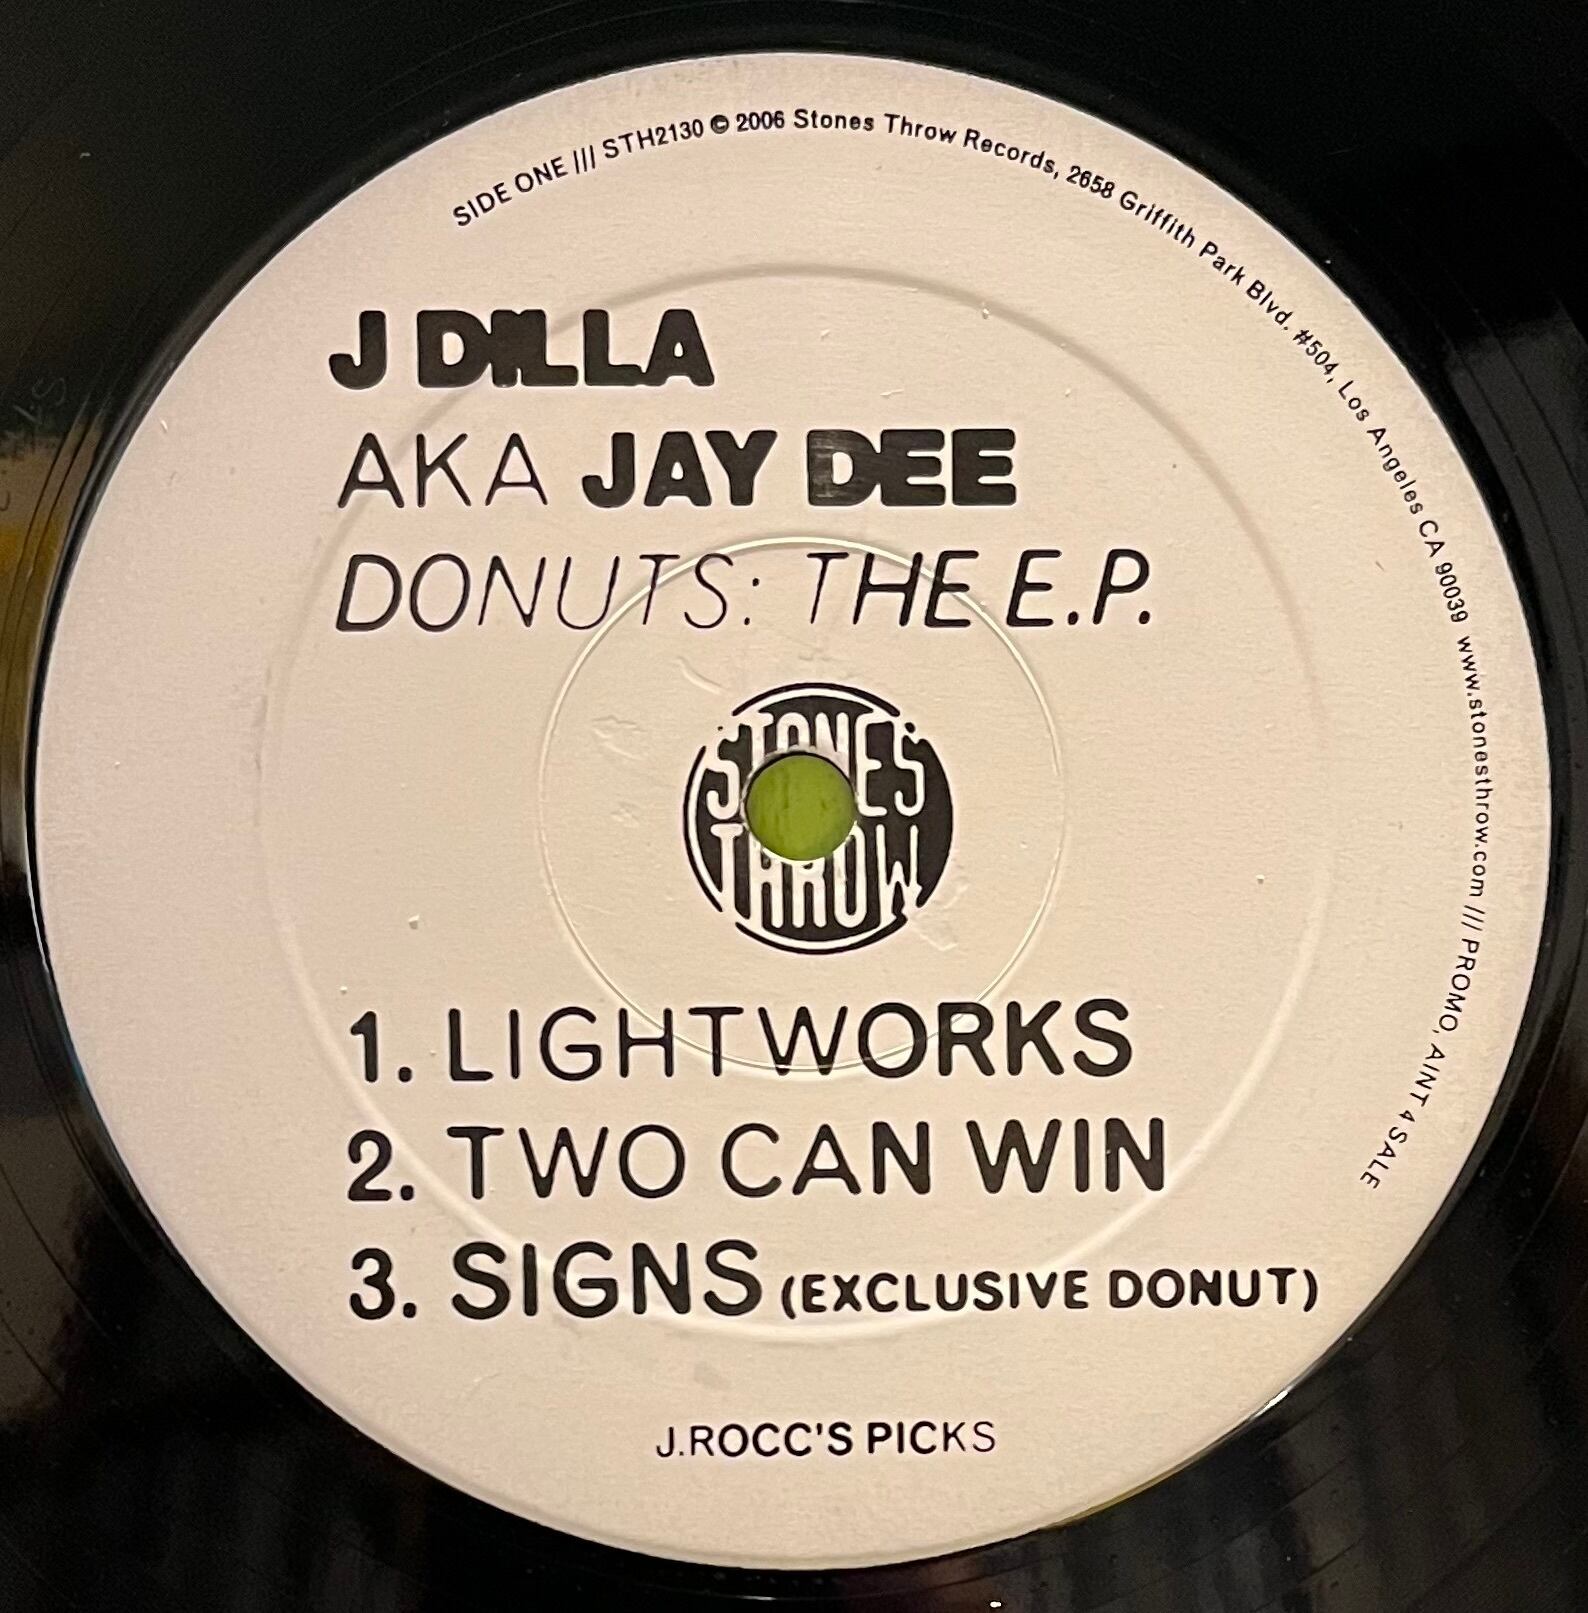 SIDE ONE /// STH2130 © 2006 Stones Throw Records, 2658 Griffith Park Blvd. #504, Los Angeles CA 90039 www.stonesthrow.com /// PROMO, AINT 4 SALE
J DILLA
AKA JAY DEE
DONUTS: THE E.P.
STONES
THROW
1. LIGHTWORKS
2. TWO CAN WIN
3. SIGNS (EXCLUSIVE DONUT)
J.ROCC'S PICKS